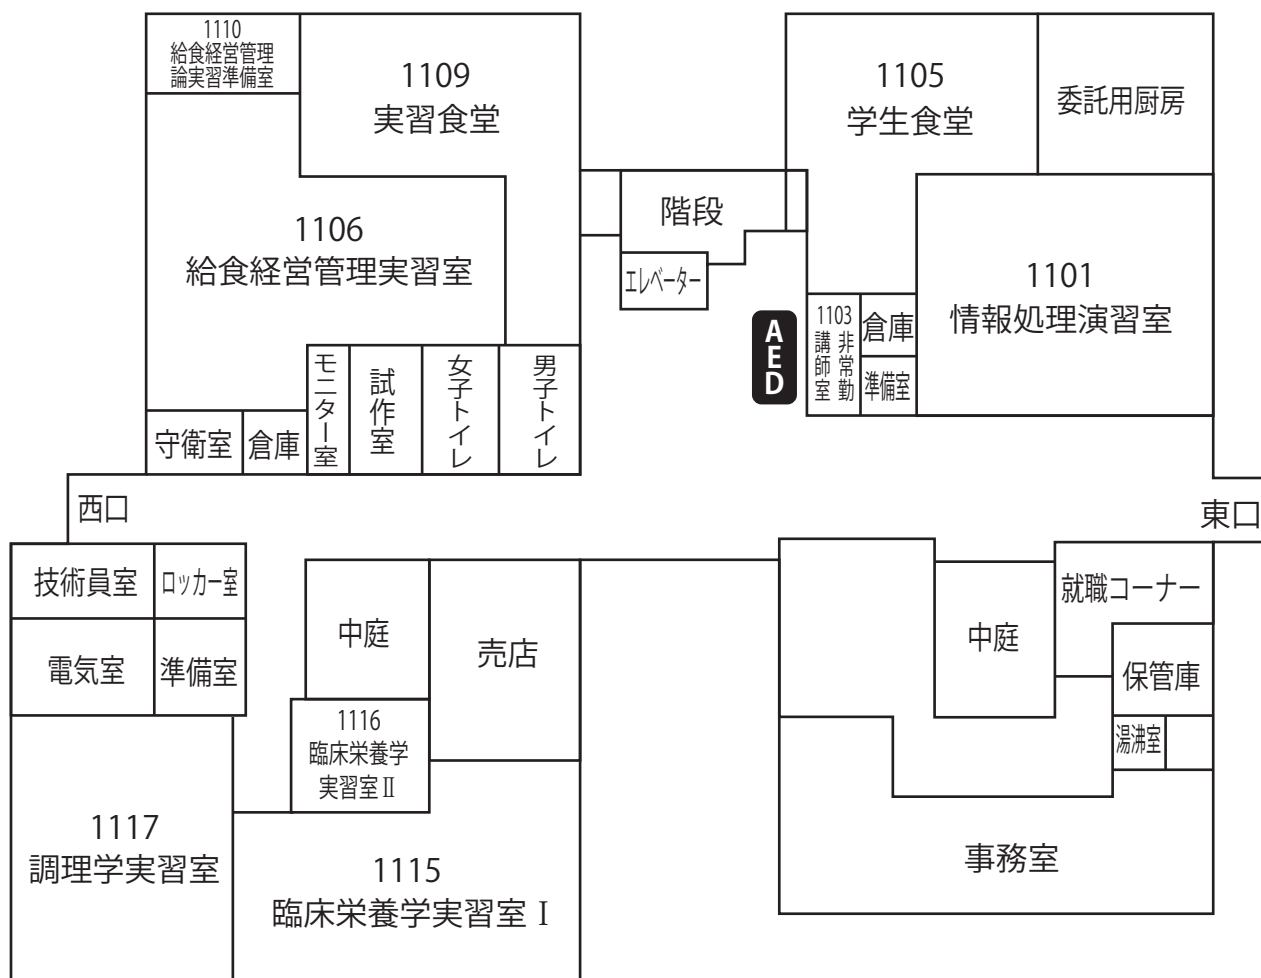 1110
給食経営管理
論実習準備室
1109
実習食堂
1105
学生食堂
委託用厨房
階段
エレベーター
1106
給食経営管理実習室
1101
情報処理演習室
AED
1103
非常勤
講師室
倉庫
準備室
モニター室
試作室
女子トイレ
男子トイレ
守衛室
倉庫
西口
東口
技術員室
ロッカー室
電気室
準備室
中庭
売店
中庭
就職コーナー
保管庫
湯沸室
1116
臨床栄養学
実習室Ⅱ
1117
調理学実習室
1115
臨床栄養学実習室Ⅰ
事務室